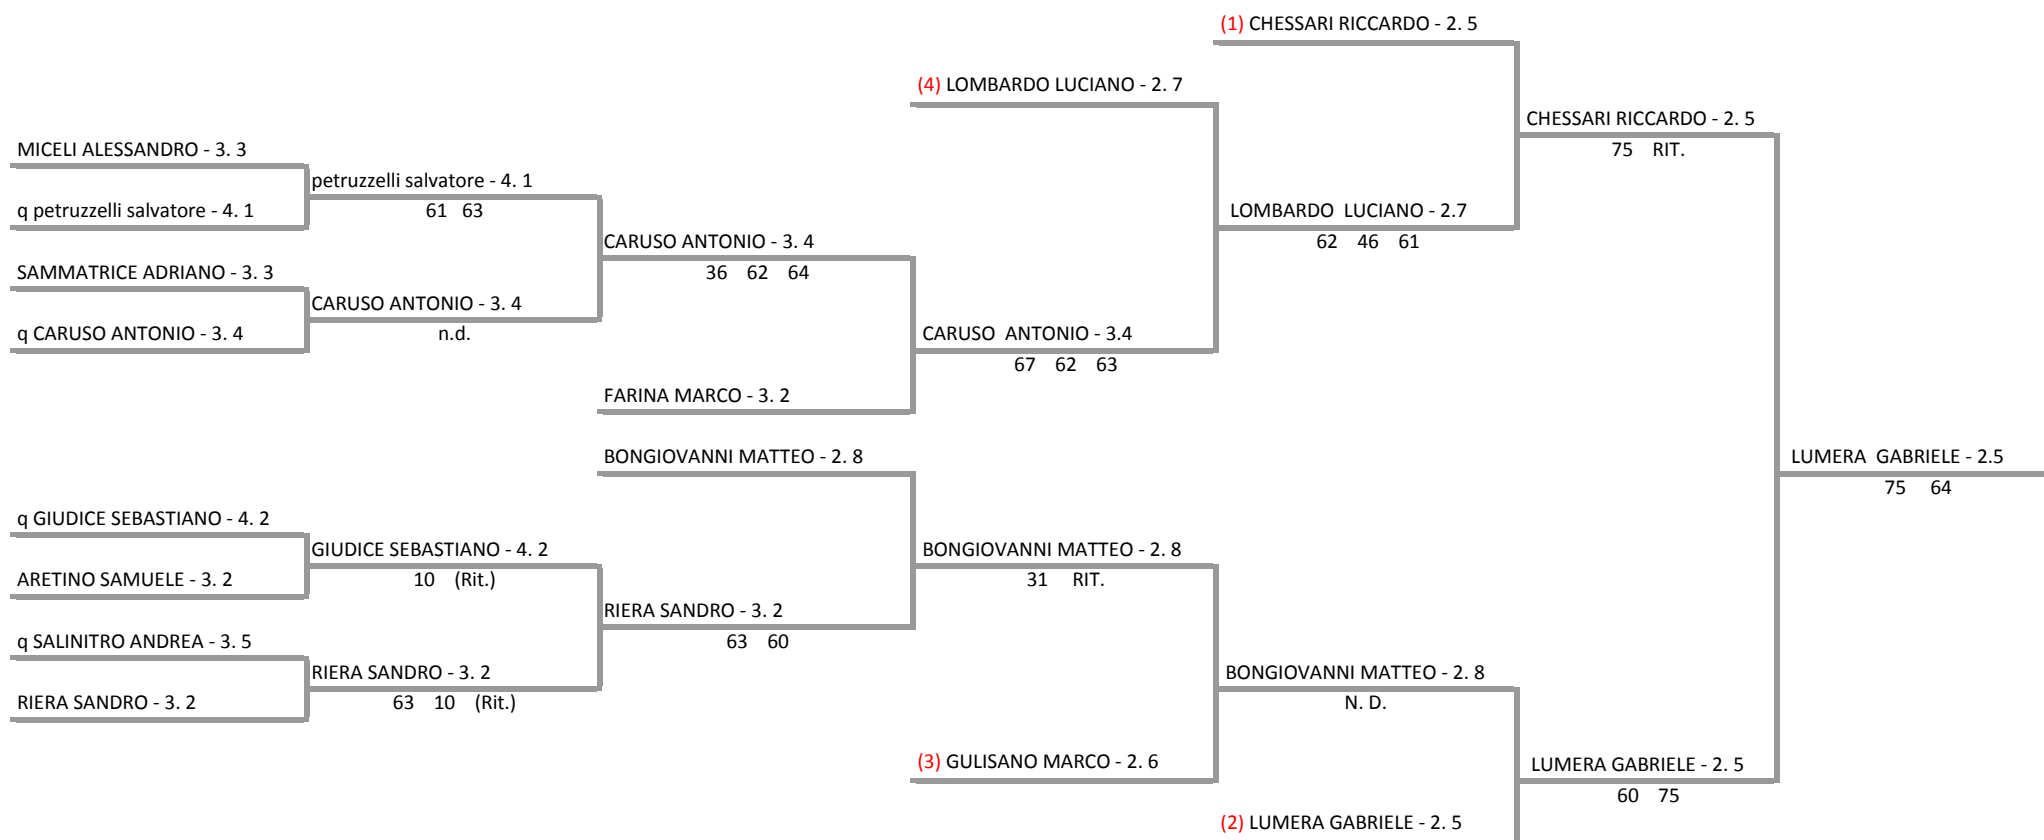 (1) CHESSARI RICCARDO - 2. 5
(4) LOMBARDO LUCIANO - 2. 7
CHESSARI RICCARDO - 2. 5
75 RIT.
MICELI ALESSANDRO - 3. 3
petruzzelli salvatore - 4. 1
61 63
q petruzzelli salvatore - 4. 1
LOMBARDO LUCIANO - 2.7
62 46 61
CARUSO ANTONIO - 3. 4
36 62 64
SAMMATRICE ADRIANO - 3. 3
CARUSO ANTONIO - 3. 4
n.d.
q CARUSO ANTONIO - 3. 4
CARUSO ANTONIO - 3.4
67 62 63
FARINA MARCO - 3. 2
BONGIOVANNI MATTEO - 2. 8
LUMERA GABRIELE - 2.5
75 64
q GIUDICE SEBASTIANO - 4. 2
GIUDICE SEBASTIANO - 4. 2
10 (Rit.)
BONGIOVANNI MATTEO - 2. 8
31 RIT.
ARETINO SAMUELE - 3. 2
RIERA SANDRO - 3. 2
63 60
q SALINITRO ANDREA - 3. 5
RIERA SANDRO - 3. 2
63 10 (Rit.)
BONGIOVANNI MATTEO - 2. 8
N. D.
RIERA SANDRO - 3. 2
(3) GULISANO MARCO - 2. 6
LUMERA GABRIELE - 2. 5
60 75
(2) LUMERA GABRIELE - 2. 5